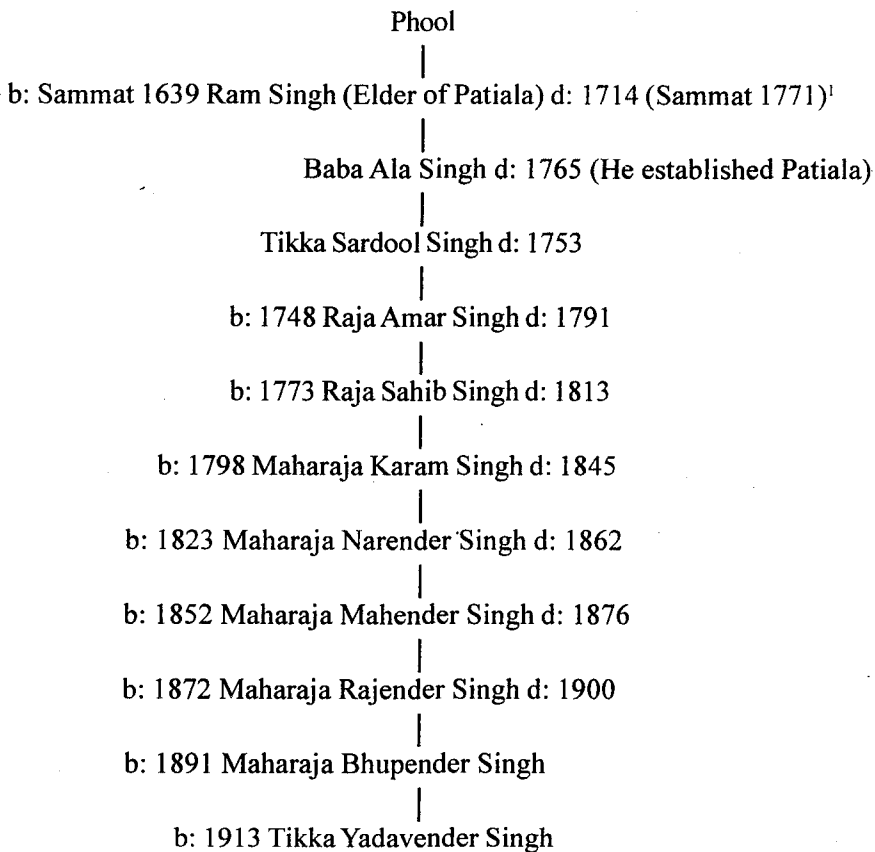 Phool
b: Sammat 1639 Ram Singh (Elder of Patiala) d: 1714 (Sammat 1771)¹
Baba Ala Singh d: 1765 (He established Patiala)
Tikka Sardool Singh d: 1753
b: 1748 Raja Amar Singh d: 1791
b: 1773 Raja Sahib Singh d: 1813
b: 1798 Maharaja Karam Singh d: 1845
b: 1823 Maharaja Narender Singh d: 1862
b: 1852 Maharaja Mahender Singh d: 1876
b: 1872 Maharaja Rajender Singh d: 1900
b: 1891 Maharaja Bhupender Singh
b: 1913 Tikka Yadavender Singh